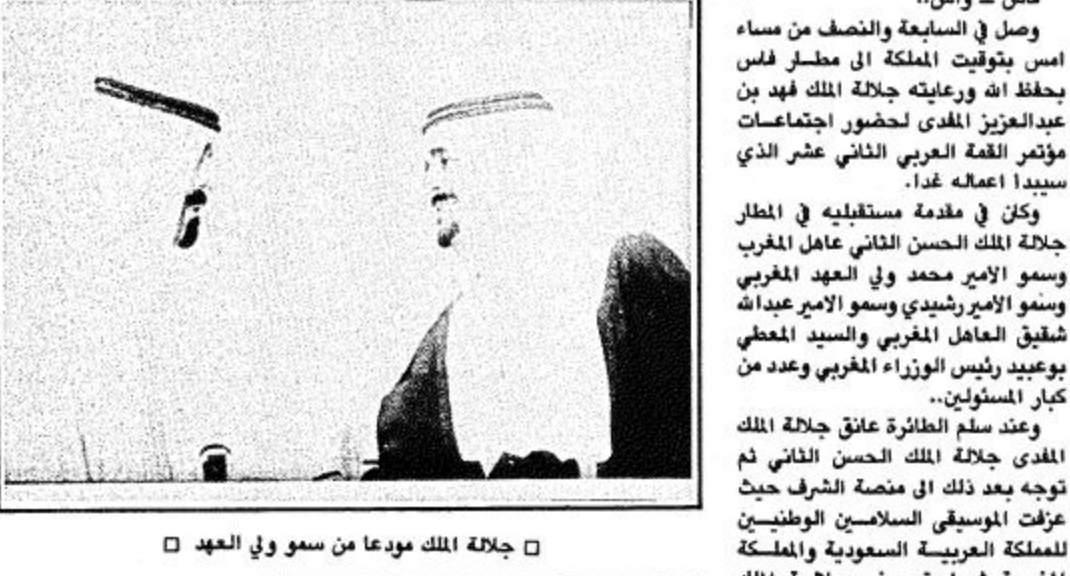 وصل في السابعة والنصف من مساء
امس بتوقيت المملكة الى مطار فاس
بحفظ الله ورعايته جلالة الملك فهد بن
عبدالعزيز المفدى لحضور اجتماعات
مؤتمر القمة العربي الثاني عشر الذي
سيبدا اعماله غدا.
وكان في مقدمة مستقبليه في المطار
جلالة الملك الحسن الثاني عاهل المغرب
وسمو الامير محمد ولي العهد المغربي
وسمو الامير رشيدي وسمو الامير عبدالله
شقيق العاهل المغربي والسيد المعطي
بوعبيد رئيس الوزراء المغربي وعدد من
كبار المسئولين..
وعند سلم الطائرة عانق جلالة الملك
المفدى جلالة الملك الحسن الثاني ثم
توجه بعد ذلك الى منصة الشرف حيث
عزفت الموسيقى السلامين الوطنيين
للمملكة العربية السعودية والمملكة
جلالة الملك مودعا من سمو ولي العهد